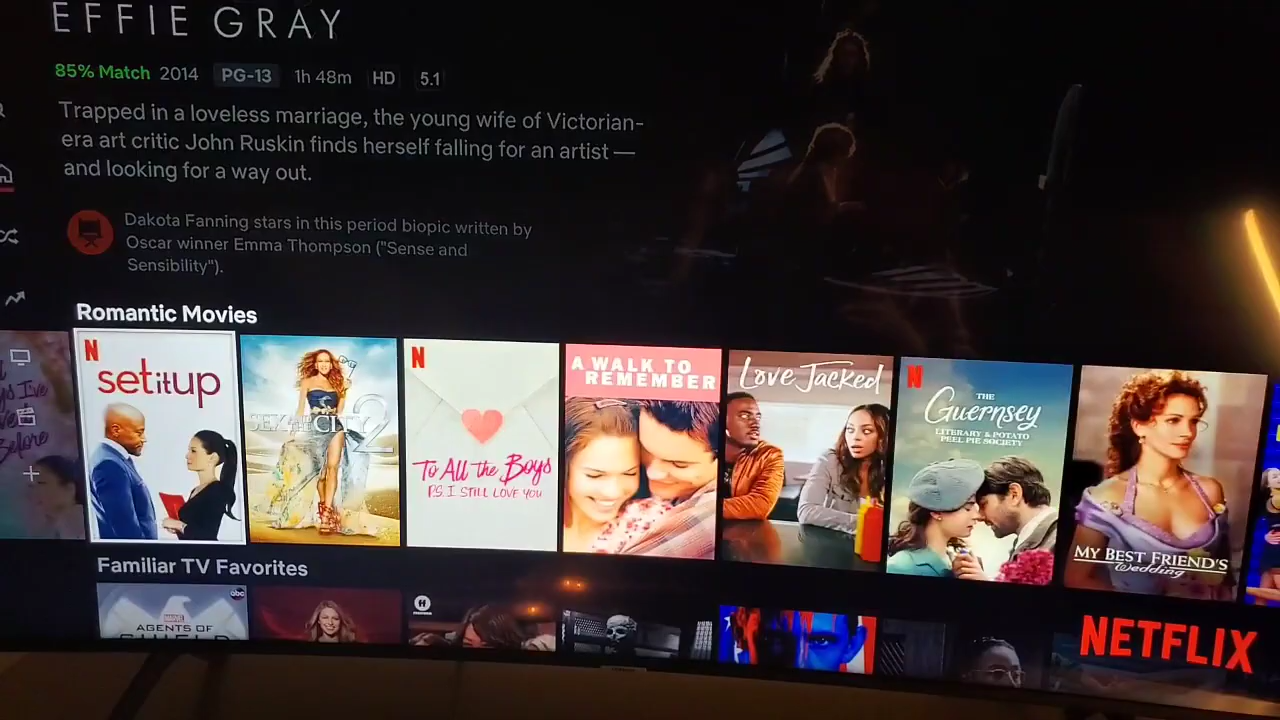 EFFIE GRAY
85% Match 2014 PG-13 1h 48m HD 5.1
Trapped in a loveless marriage, the young wife of Victorian-
era art critic John Ruskin finds herself falling for an artist —
and looking for a way out.
Dakota Fanning stars in this period biopic written by
Oscar winner Emma Thompson ("Sense and
Sensibility").
Romantic Movies
Before
N
set it up
SEX AND THE CITY 2
N
To All the Boys
P.S. I STILL LOVE YOU
A WALK TO
REMEMBER
Love Jacked
N
THE
Guernsey
LITERARY & POTATO
PEEL PIE SOCIETY
MY BEST FRIEND'S
Wedding
Familiar TV Favorites
MARVEL
AGENTS OF
SHIELD
abc
NETFLIX